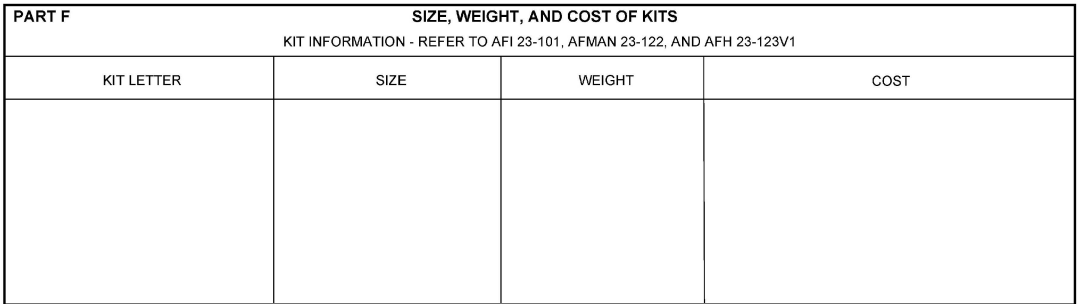 PART F SIZE, WEIGHT, AND COST OF KITS
KIT INFORMATION - REFER TO AFI 23-101, AFMAN 23-122, AND AFH 23-123V1
KIT LETTER SIZE WEIGHT COST